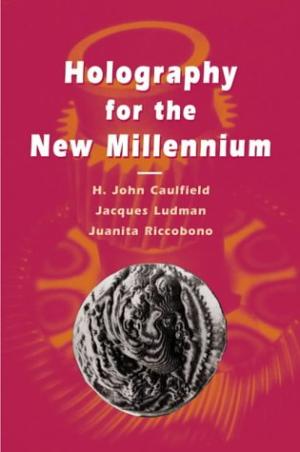 Holography
for the
New Millennium
H. John Caulfield
Jacques Ludman
Juanita Riccobono